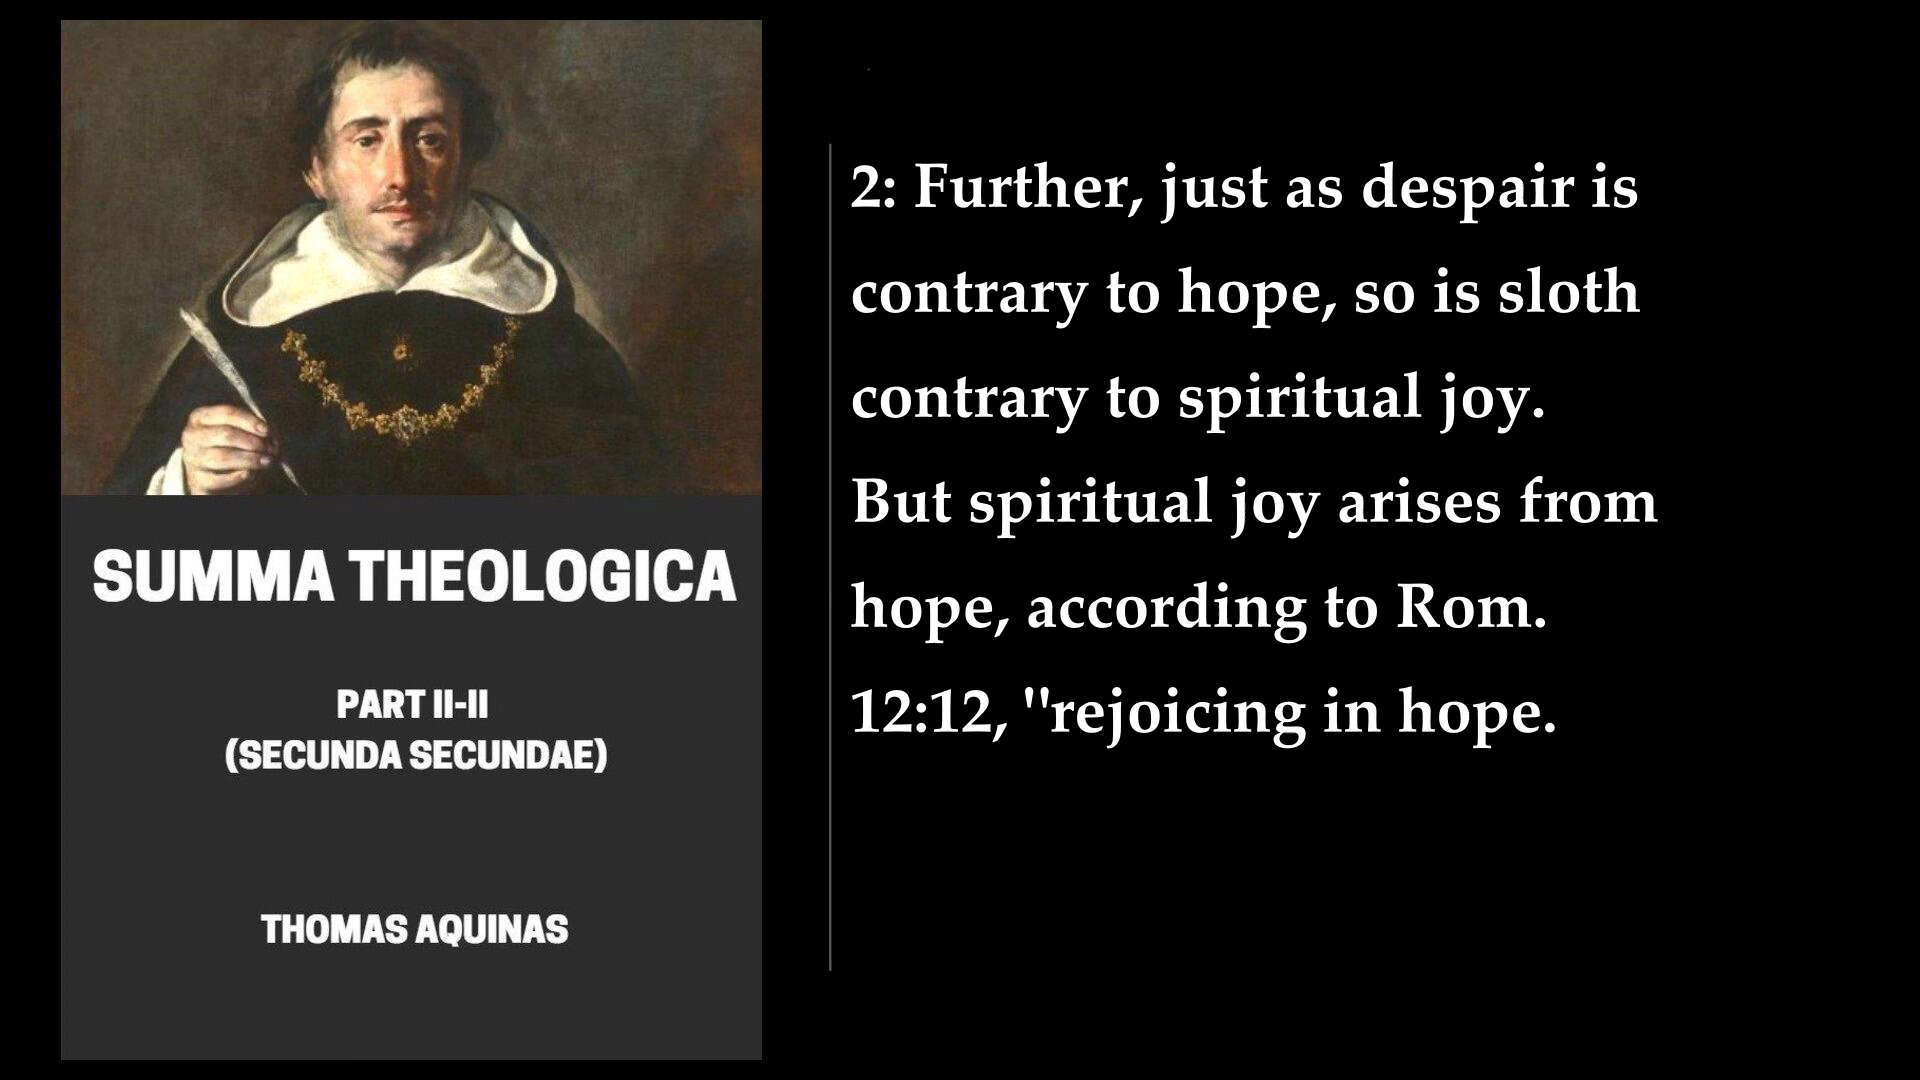 SUMMA THEOLOGICA
PART II-II
(SECUNDA SECUNDAE)
THOMAS AQUINAS
2: Further, just as despair is
contrary to hope, so is sloth
contrary to spiritual joy.
But spiritual joy arises from
hope, according to Rom.
12:12, "rejoicing in hope.